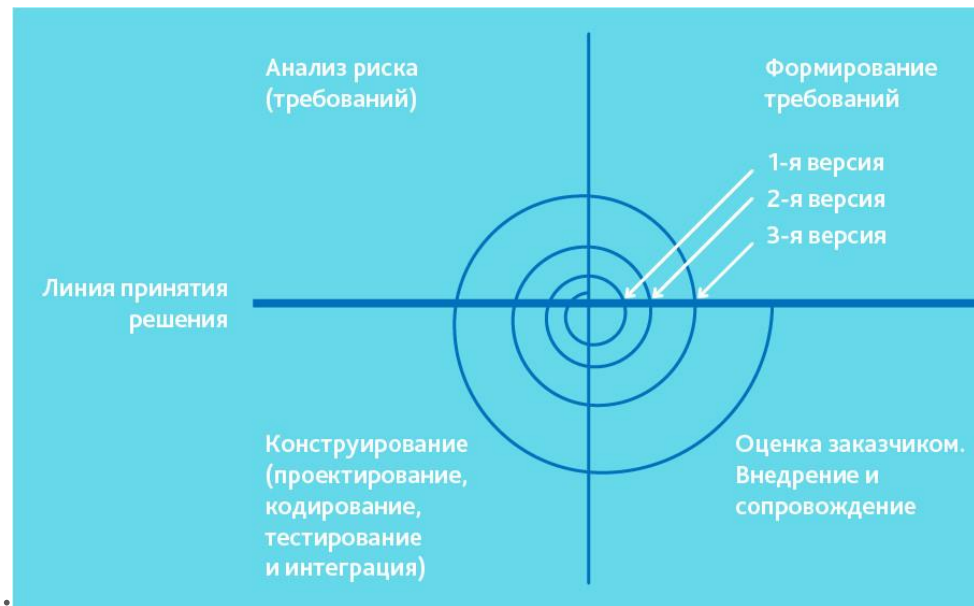 Анализ риска
(требований)
Формирование
требований
1-я версия
2-я версия
3-я версия
Линия принятия
решения
Конструирование
(проектирование,
кодирование,
тестирование
и интеграция)
Оценка заказчиком.
Внедрение и
сопровождение